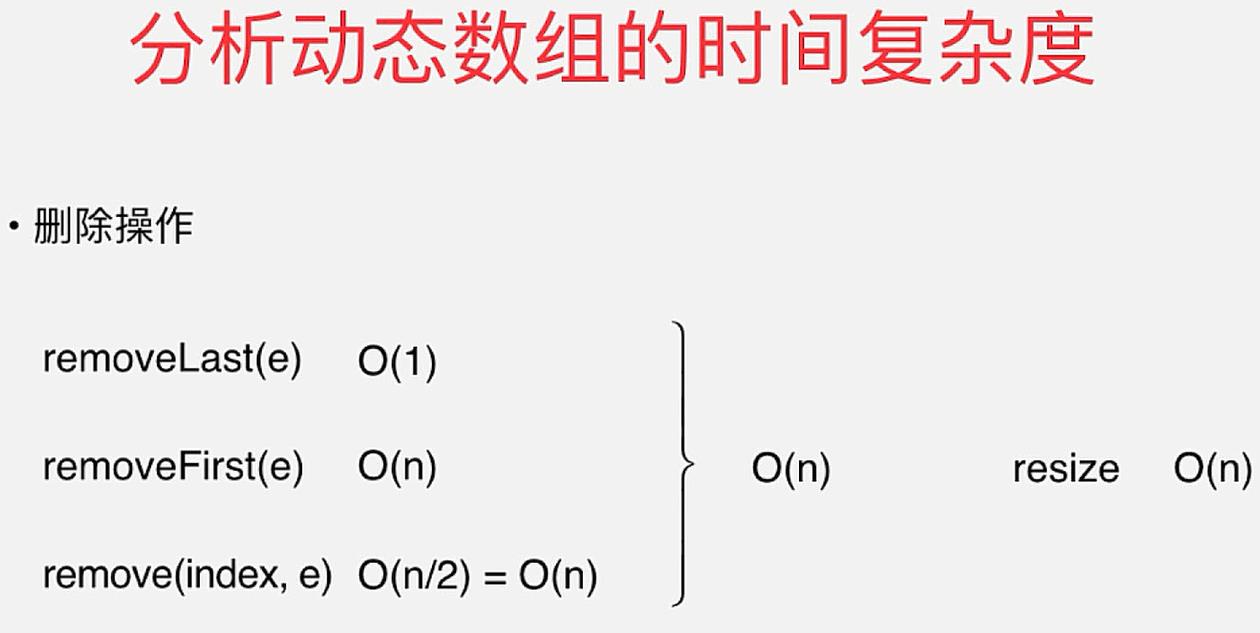 分析动态数组的时间复杂度
• 删除操作
removeLast(e) O(1)
removeFirst(e) O(n)
remove(index, e) O(n/2) = O(n)
O(n)
resize O(n)